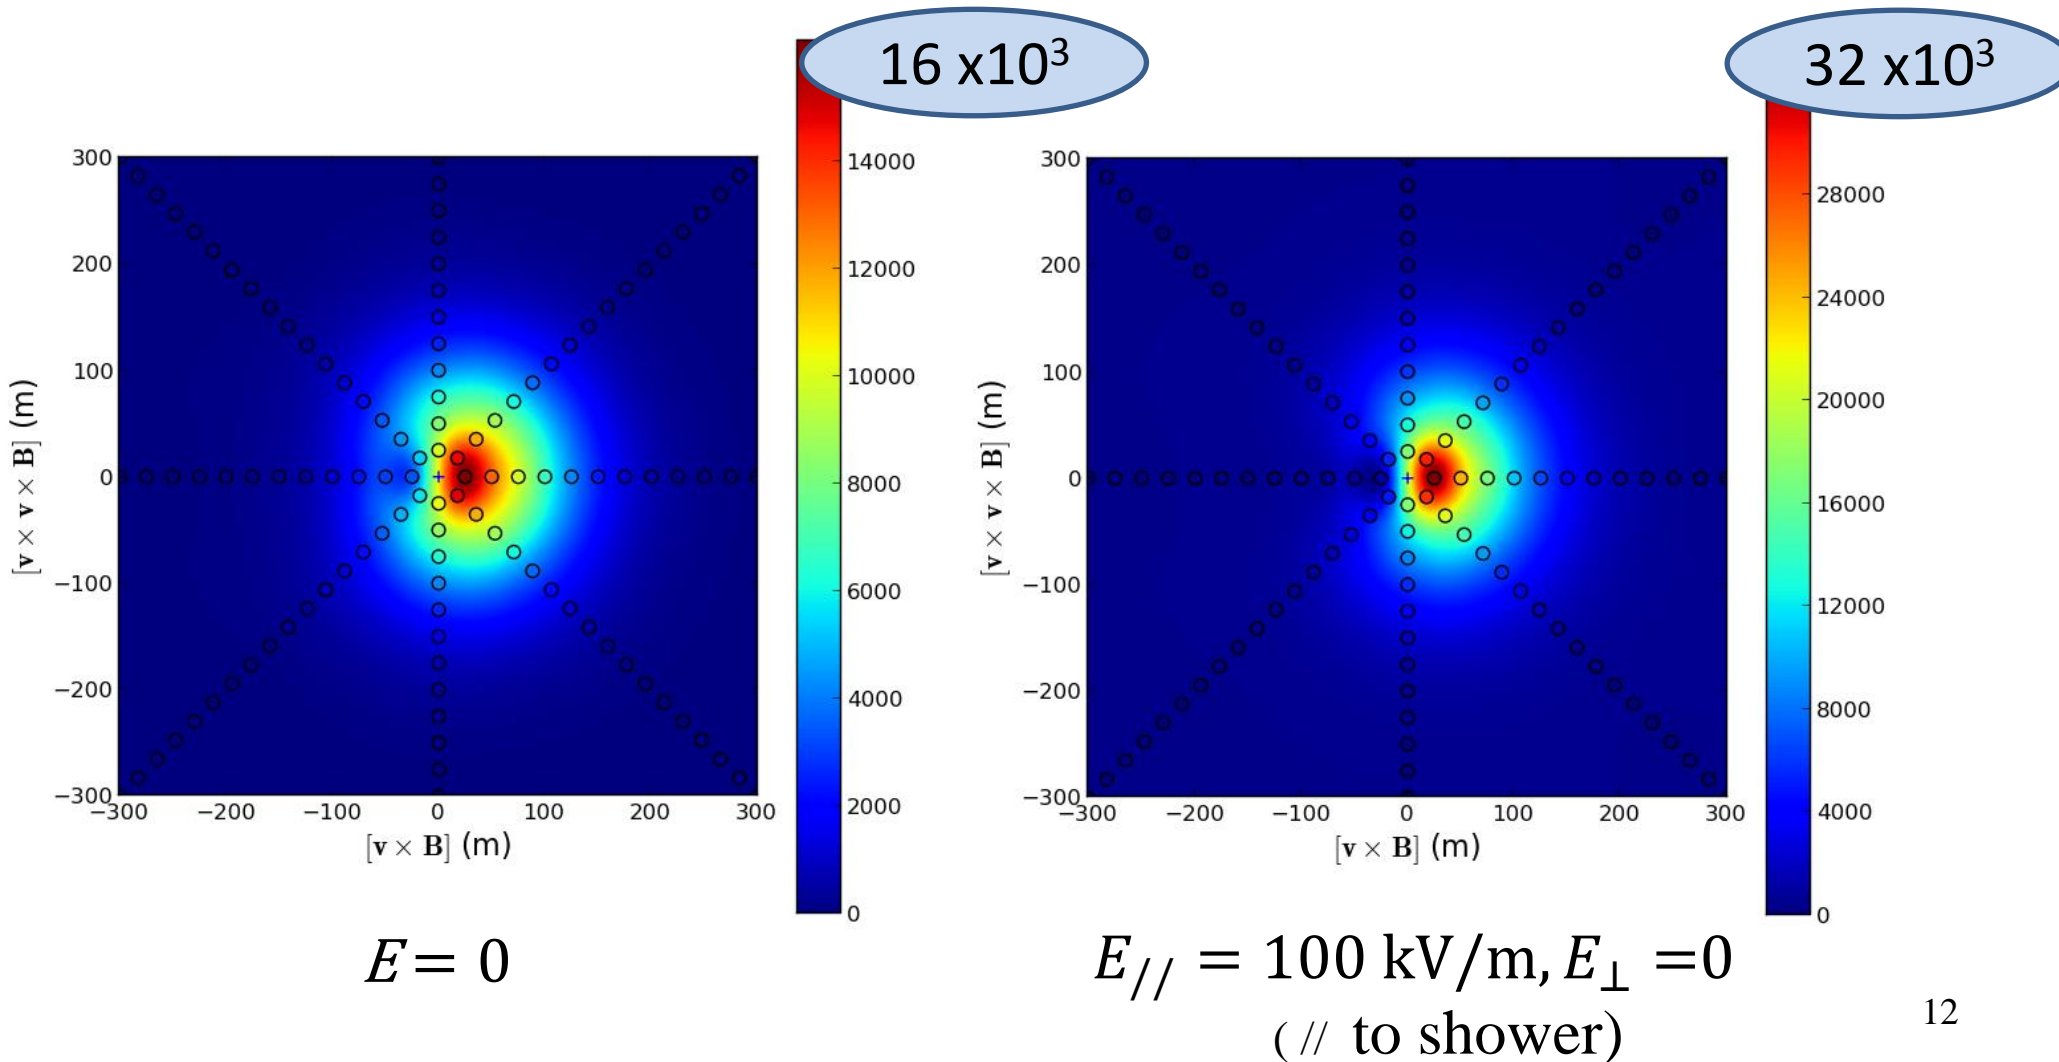 16 x10³
32 x10³
14000
12000
10000
8000
6000
4000
2000
0
300
200
100
0
−100
−200
−300
−300 −200 −100 0 100 200 300
[v × v × B] (m)
[v × B] (m)
E = 0
28000
24000
20000
16000
12000
8000
4000
0
300
200
100
0
−100
−200
−300
−300 −200 −100 0 100 200 300
[v × v × B] (m)
[v × B] (m)
E// = 100 kV/m, E⊥ =0
( // to shower)
12